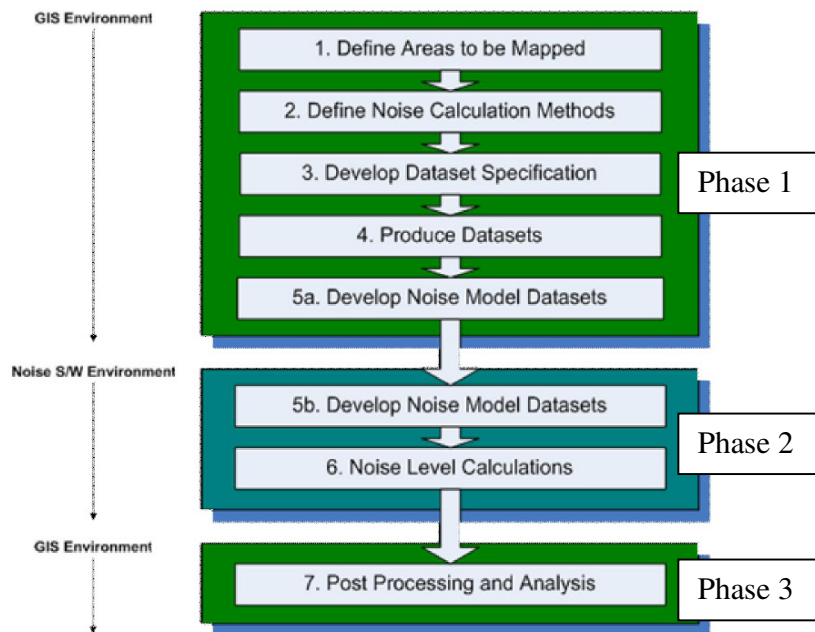 GIS Environment
1. Define Areas to be Mapped
2. Define Noise Calculation Methods
3. Develop Dataset Specification
Phase 1
4. Produce Datasets
5a. Develop Noise Model Datasets
Noise S/W Environment
5b. Develop Noise Model Datasets
Phase 2
6. Noise Level Calculations
GIS Environment
7. Post Processing and Analysis
Phase 3